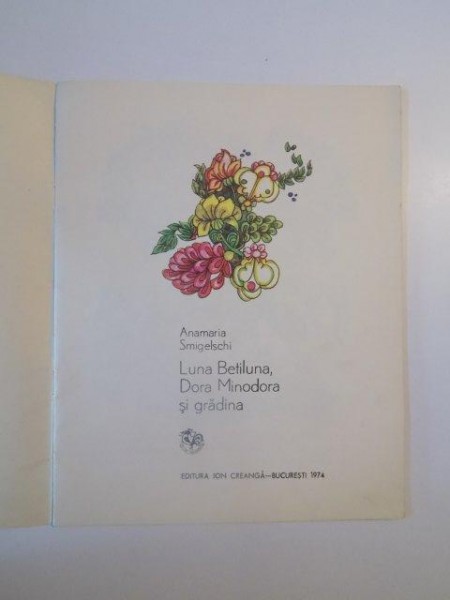 Anamaria
Smigelschi
Luna Betiluna,
Dora Minodora
și grădina
EDITURA ION CREANGĂ—BUCUREȘTI 1974